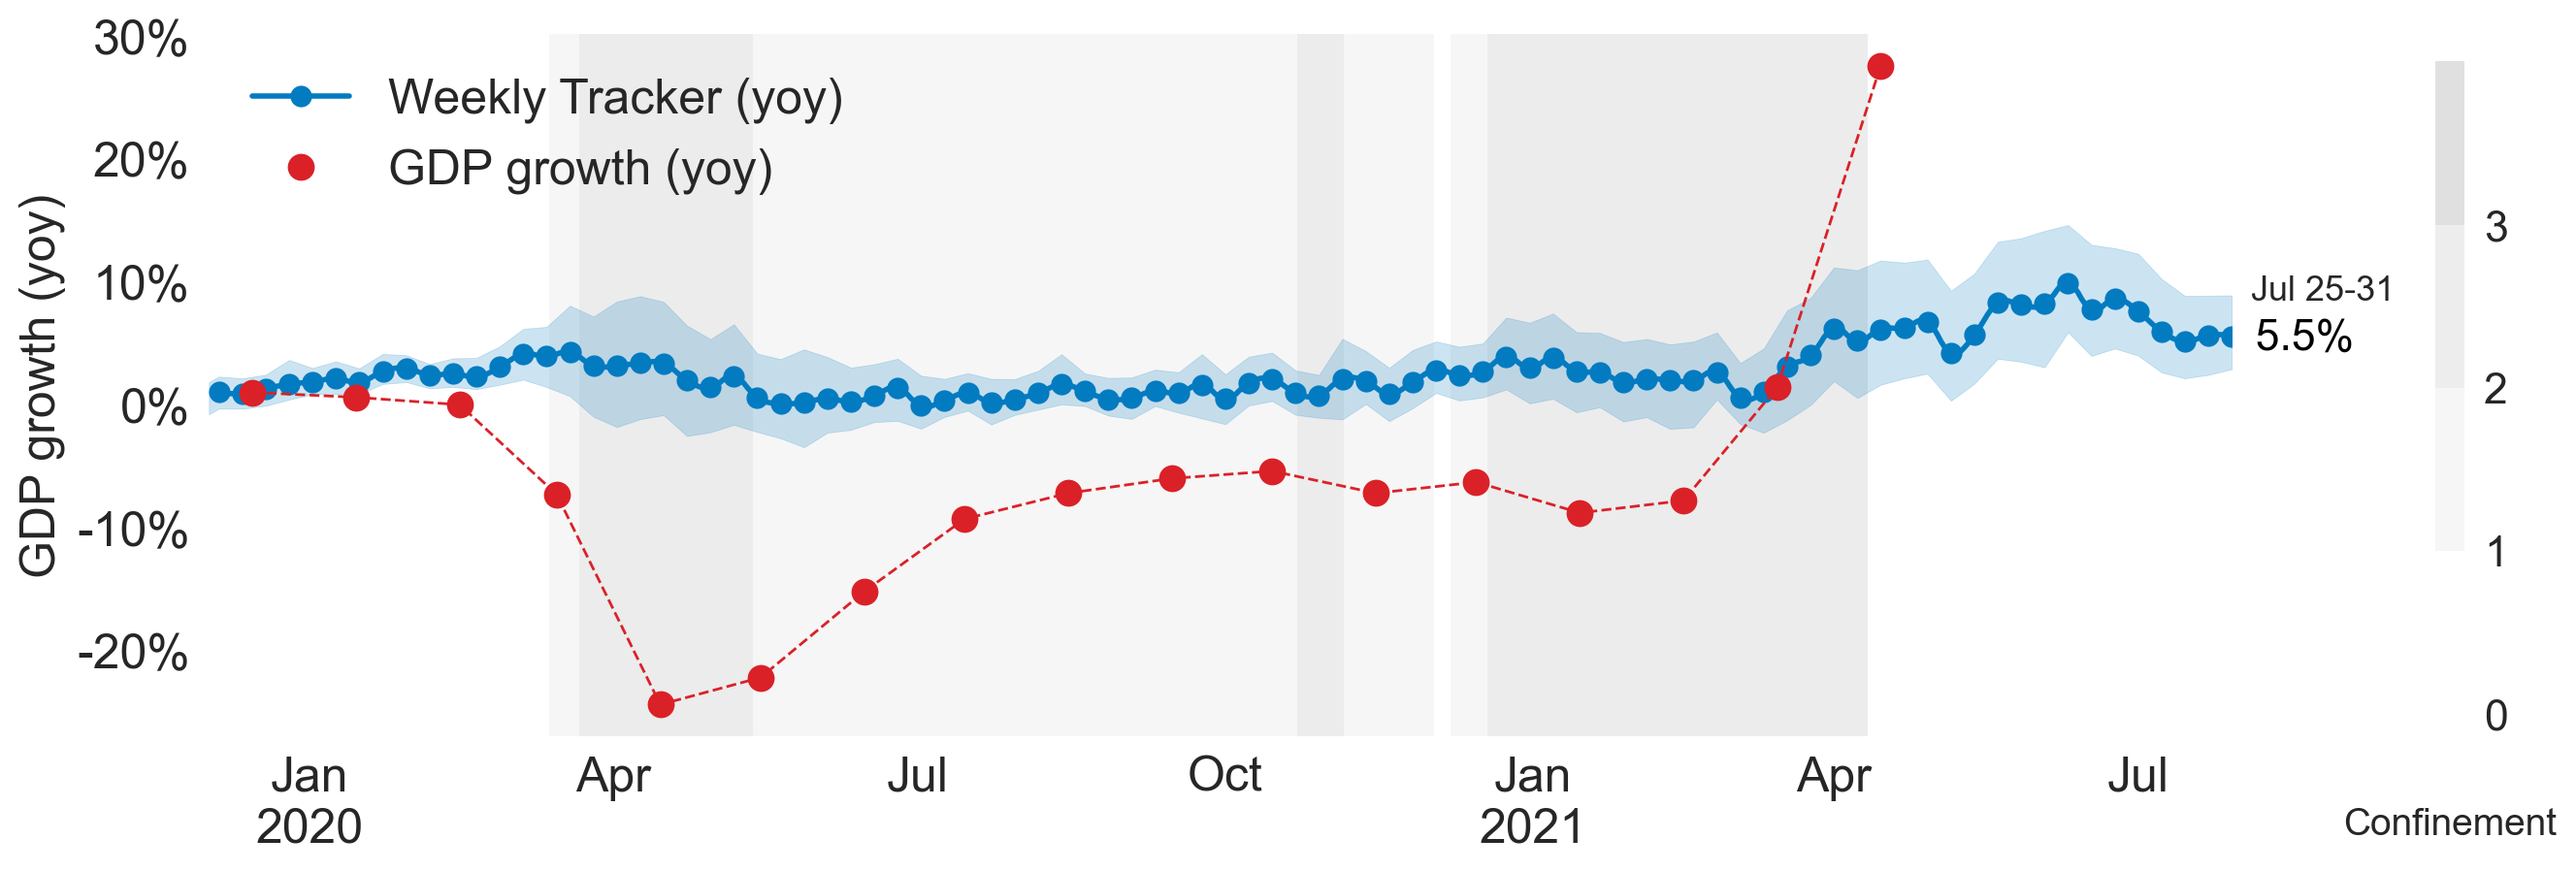 30%
20%
10%
0%
-10%
-20%
GDP growth (yoy)
Weekly Tracker (yoy)
GDP growth (yoy)
Jul 25-31
5.5%
3
2
1
0
Jan Apr Jul Oct Jan Apr Jul
2020 2021
Confinement